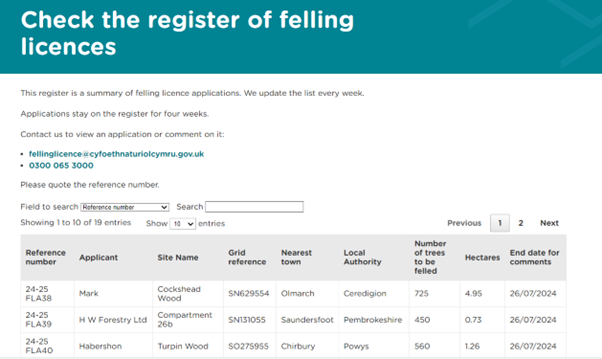 Check the register of felling
licences
This register is a summary of felling licence applications. We update the list every week.
Applications stay on the register for four weeks.
Contact us to view an application or comment on it:
• fellinglicence@cyfoethnaturiolcymru.gov.uk
• 0300 065 3000
Please quote the reference number.
Field to search Reference number Search
Showing 1 to 10 of 19 entries Show 10 entries Previous 1 2 Next
Reference number Applicant Site Name Grid reference Nearest town Local Authority Number of trees to be felled Hectares End date for comments
24-25 FLA38 Mark Cockshead Wood SN629554 Olmarch Ceredigion 725 4.95 26/07/2024
24-25 FLA39 H W Forestry Ltd Compartment 26b SN131055 Saundersfoot Pembrokeshire 450 0.73 26/07/2024
24-25 FLA40 Habershon Turpin Wood SO275955 Chirbury Powys 560 1.26 26/07/2024